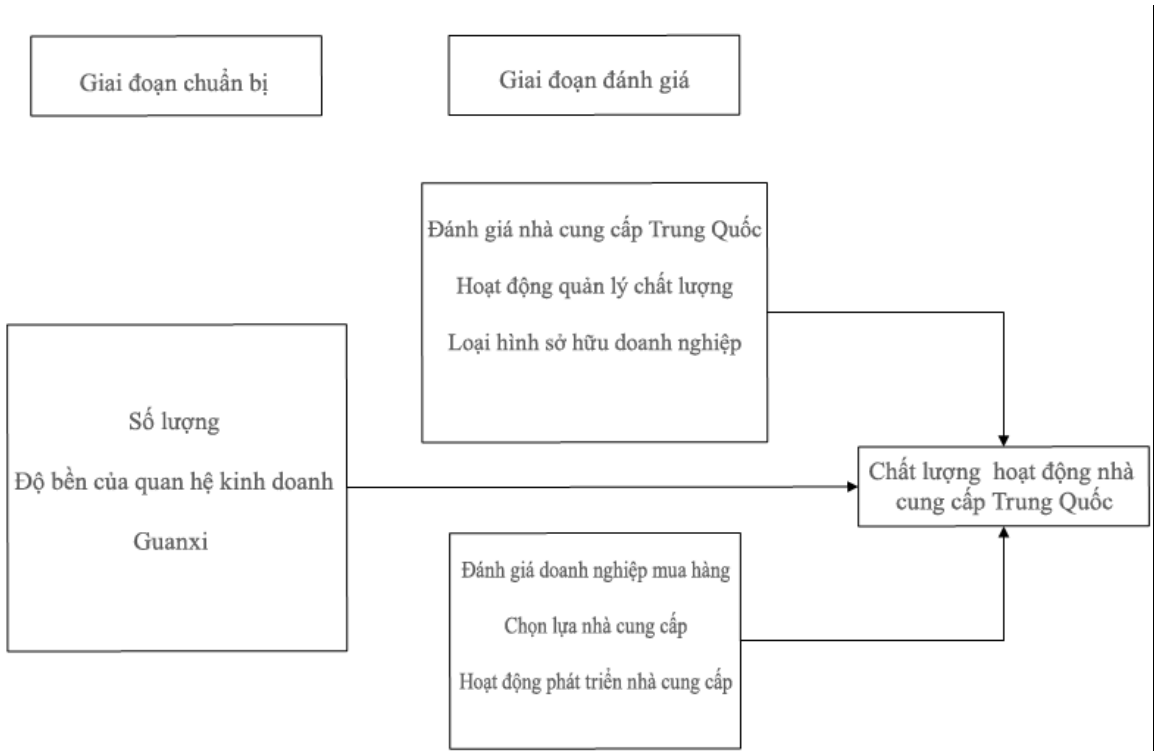 Giai đoạn chuẩn bị
Giai đoạn đánh giá
Đánh giá nhà cung cấp Trung Quốc
Hoạt động quản lý chất lượng
Loại hình sở hữu doanh nghiệp
Số lượng
Độ bền của quan hệ kinh doanh
Guanxi
Chất lượng hoạt động nhà
cung cấp Trung Quốc
Đánh giá doanh nghiệp mua hàng
Chọn lựa nhà cung cấp
Hoạt động phát triển nhà cung cấp